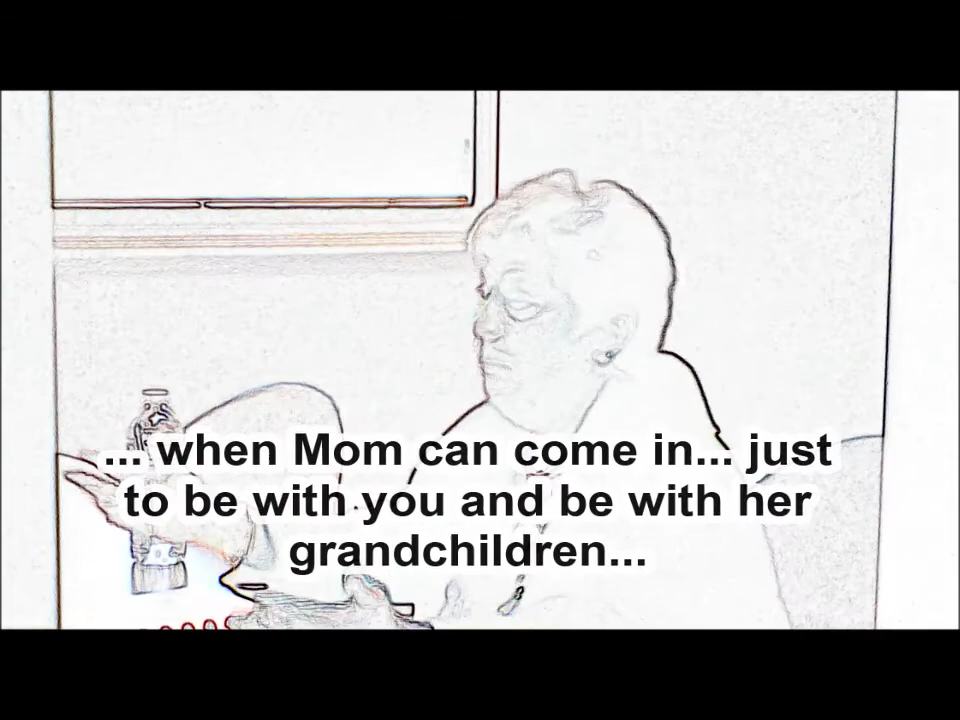 ... when Mom can come in... just
to be with you and be with her
grandchildren...